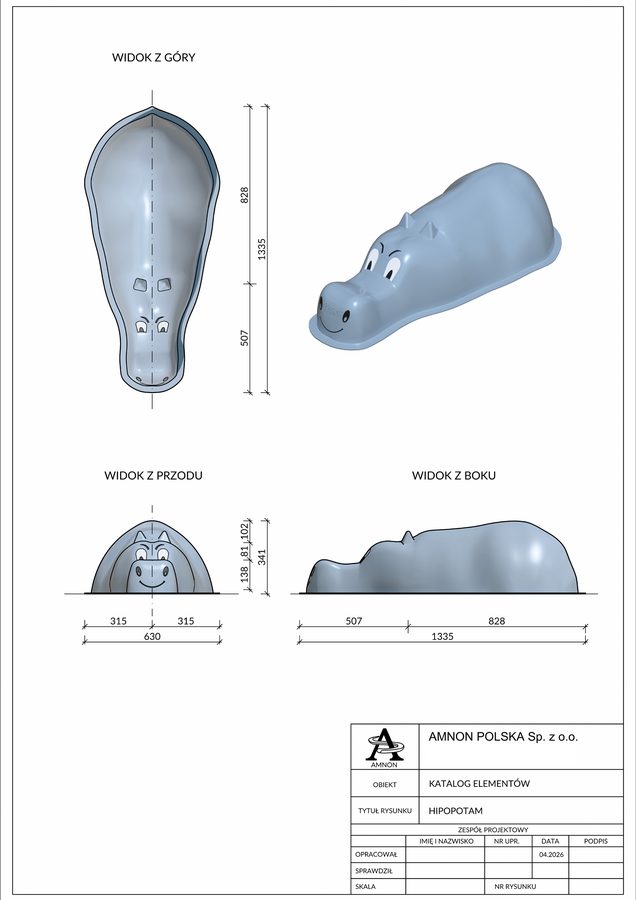 WIDOK Z GÓRY
828
1335
507
WIDOK Z PRZODU
WIDOK Z BOKU
102
81
138
341
315 315
630
507 828
1335
AMNON
AMNON POLSKA Sp. z o.o.
OBIEKT KATALOG ELEMENTÓW
TYTUŁ RYSUNKU HIPOPOTAM
ZESPÓŁ PROJEKTOWY
IMIĘ I NAZWISKO NR UPR. DATA PODPIS
OPRACOWAŁ 04.2026
SPRAWDZIŁ
SKALA NR RYSUNKU